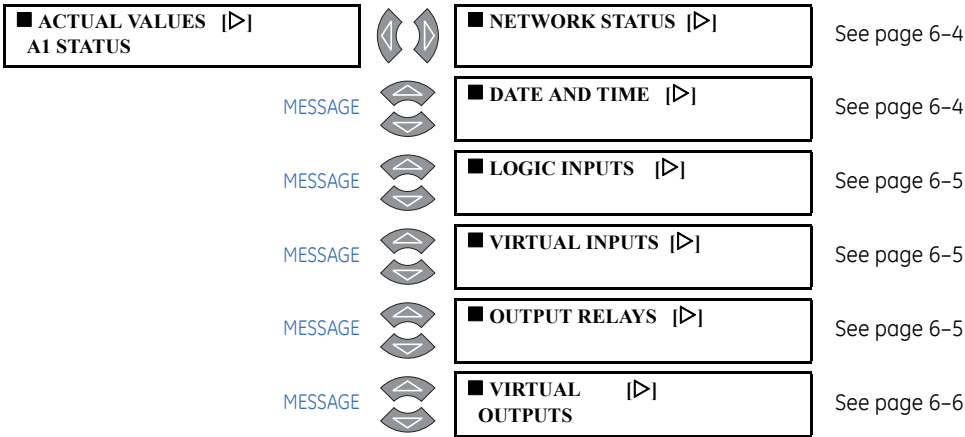 ■ ACTUAL VALUES [▷] ■ NETWORK STATUS [▷] See page 6–4
A1 STATUS
MESSAGE ■ DATE AND TIME [▷] See page 6–4
MESSAGE ■ LOGIC INPUTS [▷] See page 6–5
MESSAGE ■ VIRTUAL INPUTS [▷] See page 6–5
MESSAGE ■ OUTPUT RELAYS [▷] See page 6–5
MESSAGE ■ VIRTUAL [▷] See page 6–6
OUTPUTS